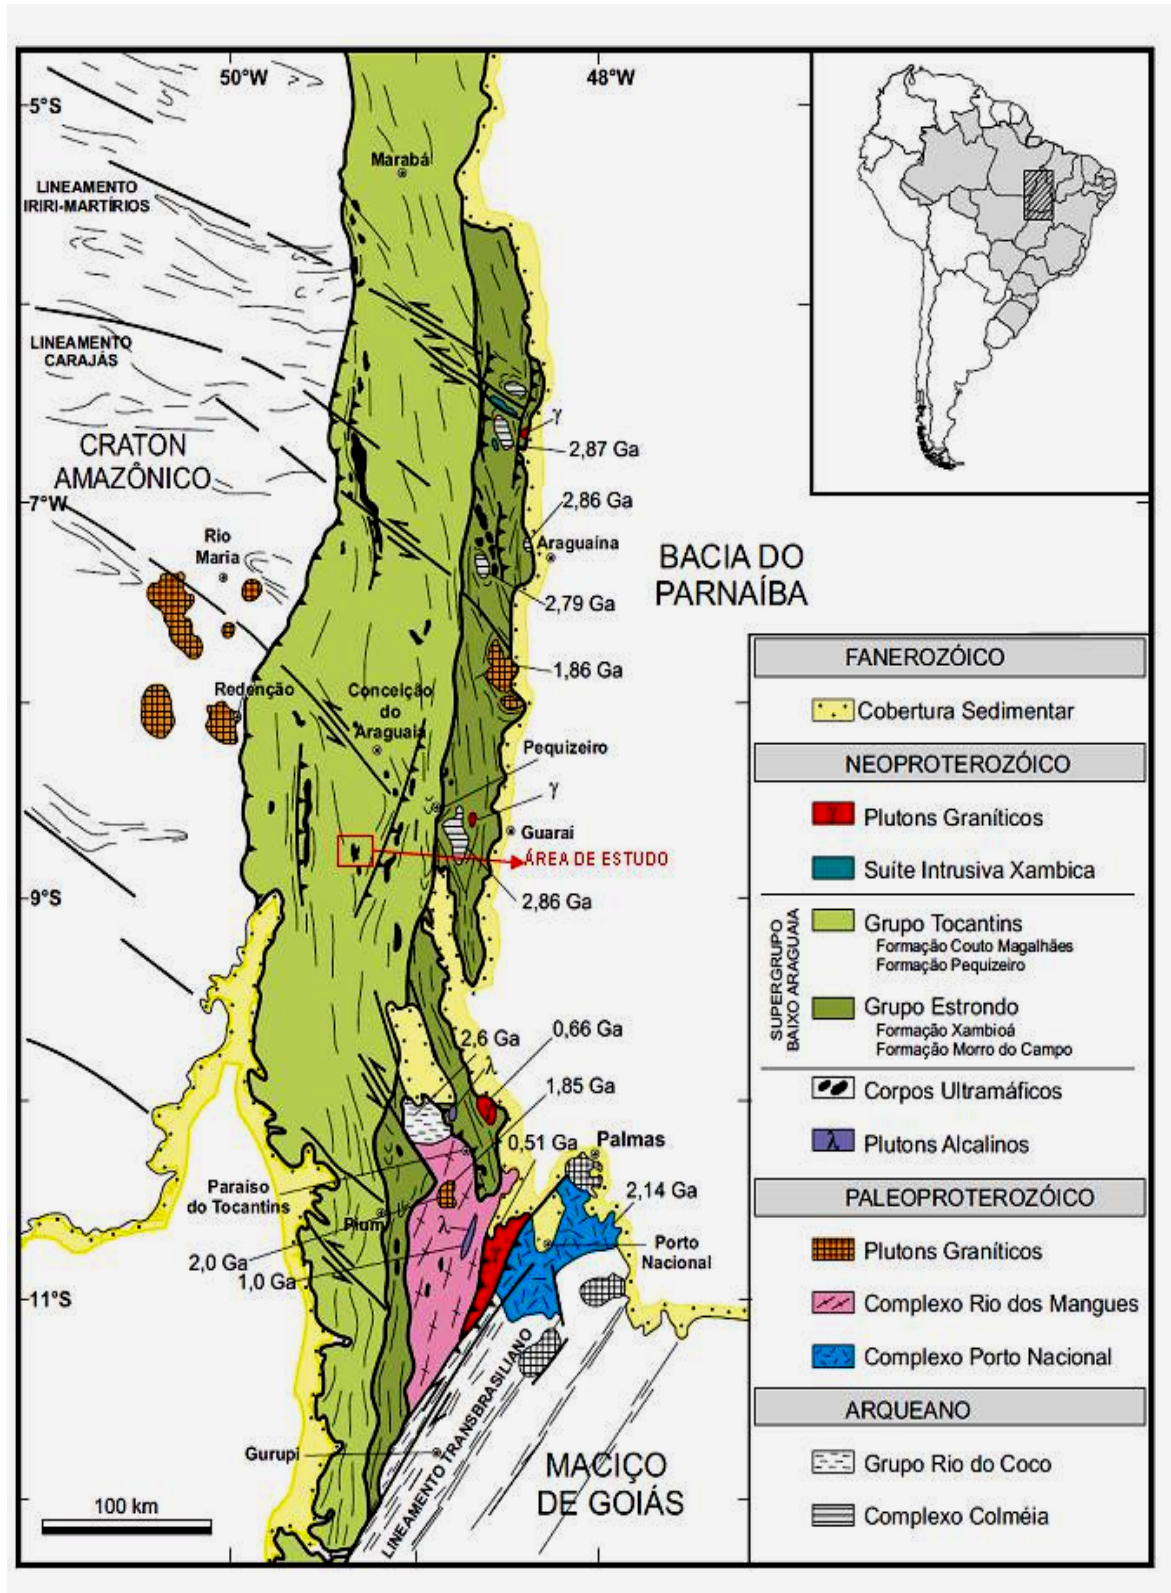 50°W
48°W
5°S
Marabá
LINEAMENTO
IRIRI-MARTÍRIOS
LINEAMENTO
CARAJÁS
γ
2,87 Ga
CRATON
AMAZÔNICO
7°W
2,86 Ga
Rio
Maria
Araguaína
BACIA DO
PARNAÍBA
2,79 Ga
1,86 Ga
Redenção
Conceição
do
Araguaia
Pequizeiro
γ
Guaraí
ÁREA DE ESTUDO
2,86 Ga
9°S
0,66 Ga
2,6 Ga
λ
1,85 Ga
0,51 Ga
Palmas
Paraíso
do Tocantins
2,14 Ga
Pium
λ
γ
Porto
Nacional
2,0 Ga
1,0 Ga
11°S
LINEAMENTO TRANSBRASILIANO
Gurupi
MACIÇO
DE GOIÁS
100 km
FANEROZÓICO
Cobertura Sedimentar
NEOPROTEROZÓICO
γ
Plutons Graníticos
Suíte Intrusiva Xambica
SUPERGRUPO
BAIXO ARAGUAIA
Grupo Tocantins
Formação Couto Magalhães
Formação Pequizeiro
Grupo Estrondo
Formação Xambioá
Formação Morro do Campo
Corpos Ultramáficos
λ
Plutons Alcalinos
PALEOPROTEROZÓICO
Plutons Graníticos
Complexo Rio dos Mangues
Complexo Porto Nacional
ARQUEANO
Grupo Rio do Coco
Complexo Colméia